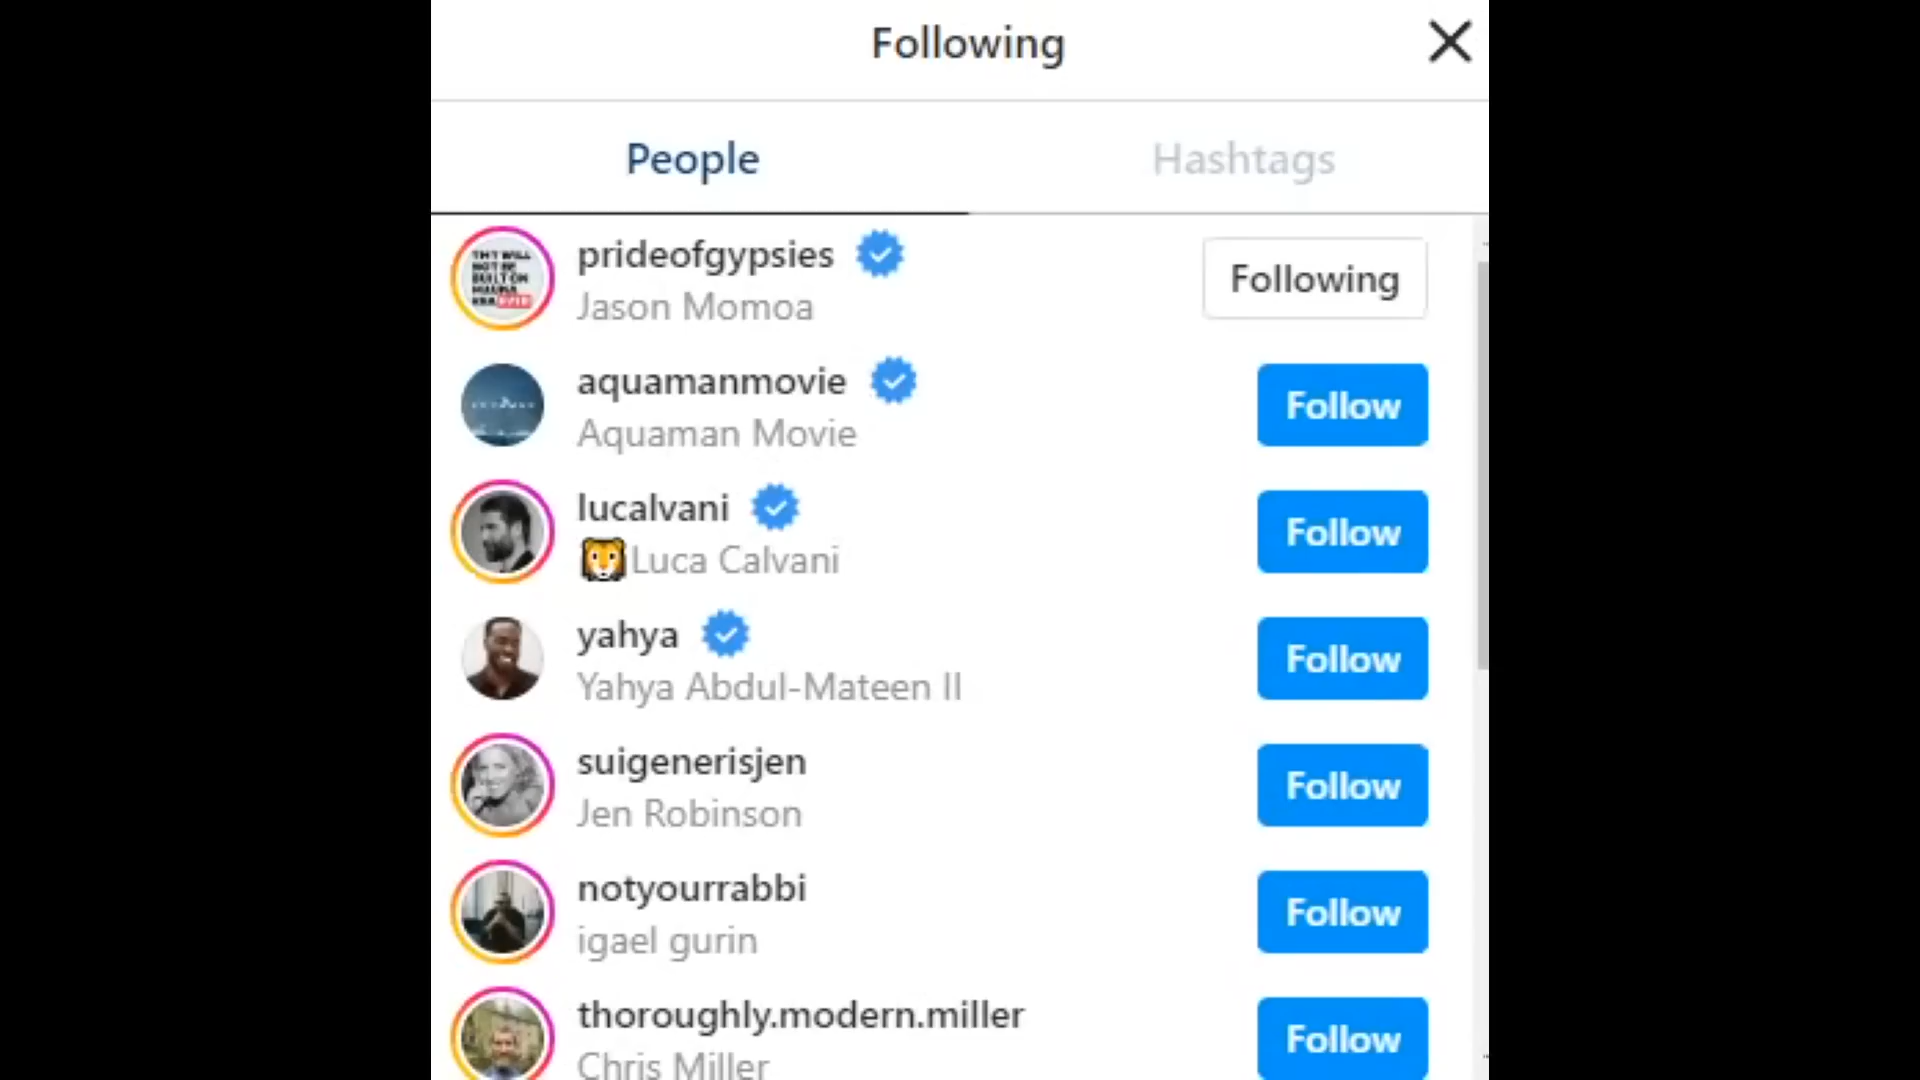 Following
People Hashtags
prideofgypsies
Jason Momoa
Following
aquamanmovie
Aquaman Movie
Follow
lucalvani
🐯Luca Calvani
Follow
yahya
Yahya Abdul-Mateen II
Follow
suigenerisjen
Jen Robinson
Follow
notyourrabbi
igael gurin
Follow
thoroughly.modern.miller
Chris Miller
Follow